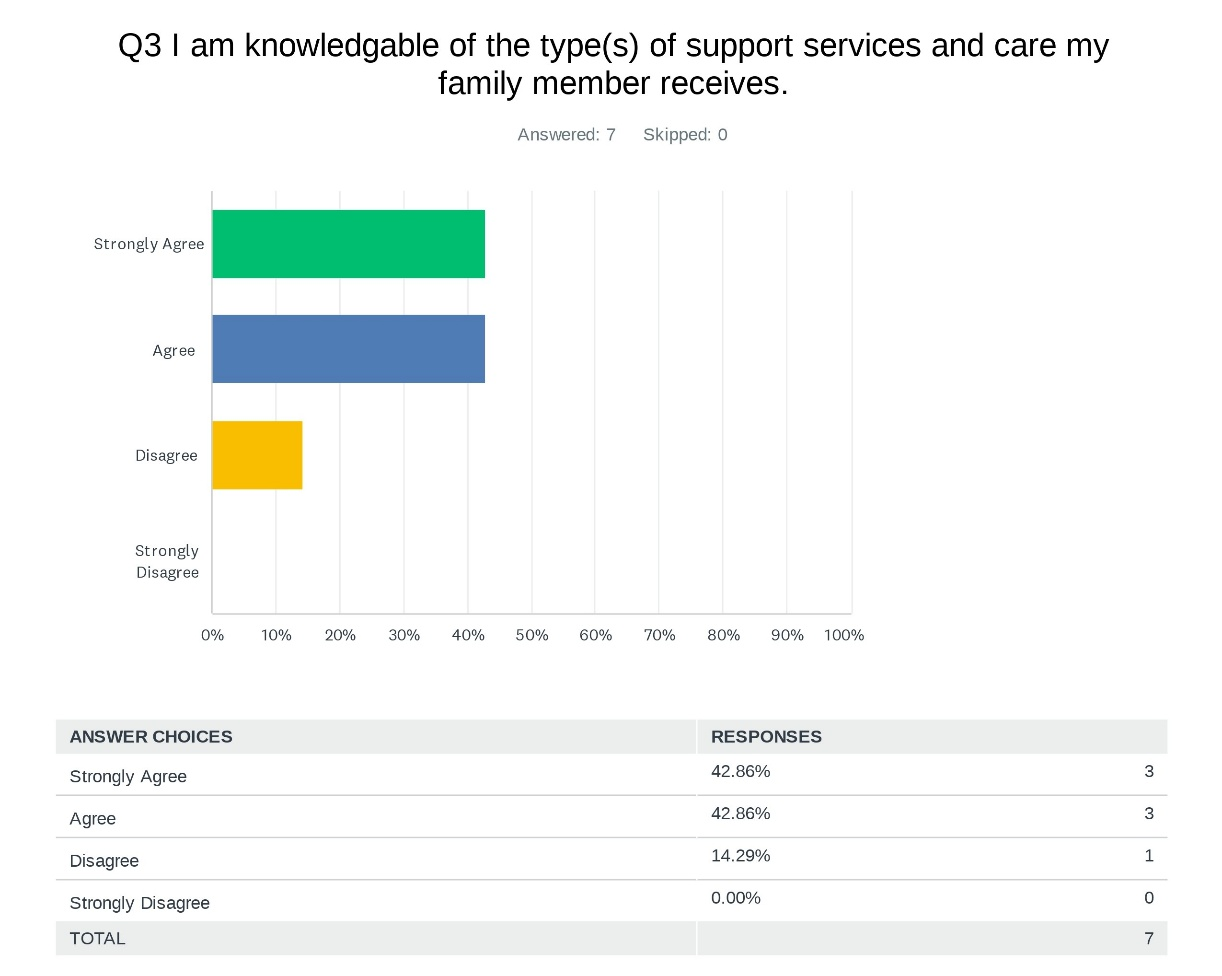 Q3 I am knowledgable of the type(s) of support services and care my
family member receives.
Answered: 7 Skipped: 0
Strongly Agree
Agree
Disagree
Strongly
Disagree
0% 10% 20% 30% 40% 50% 60% 70% 80% 90% 100%
ANSWER CHOICES RESPONSES
Strongly Agree 42.86% 3
Agree 42.86% 3
Disagree 14.29% 1
Strongly Disagree 0.00% 0
TOTAL 7